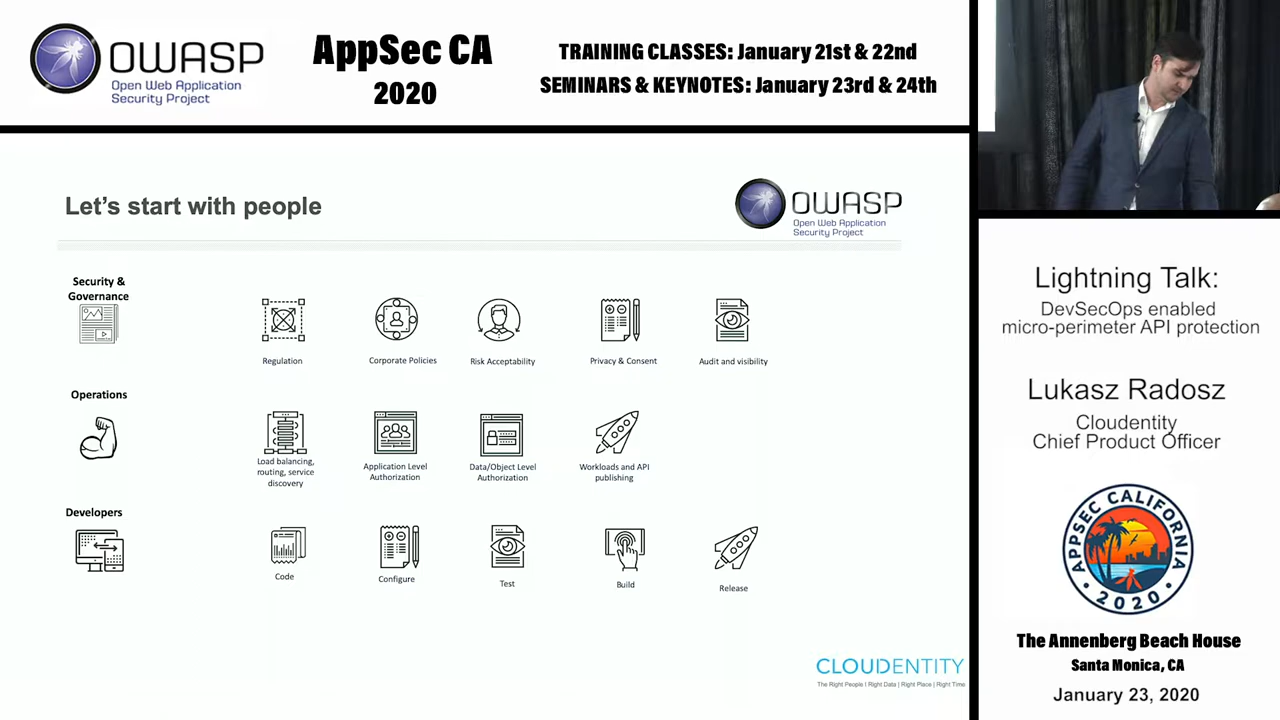 OWASP
Open Web Application
Security Project
AppSec CA
2020
TRAINING CLASSES: January 21st & 22nd
SEMINARS & KEYNOTES: January 23rd & 24th
Let's start with people
OWASP
Open Web Application
Security Project
Security &
Governance
Regulation
Corporate Policies
Risk Acceptability
Privacy & Consent
Audit and visibility
Operations
Load balancing,
routing, service
discovery
Application Level
Authorization
Data/Object Level
Authorization
Workloads and API
publishing
Developers
Code
Configure
Test
Build
Release
CLOUDENTITY
The Right People | Right Data | Right Place | Right Time
Lightning Talk:
DevSecOps enabled
micro-perimeter API protection
Lukasz Radosz
Cloudentity
Chief Product Officer
APPSEC CALIFORNIA
• 2020 •
The Annenberg Beach House
Santa Monica, CA
January 23, 2020